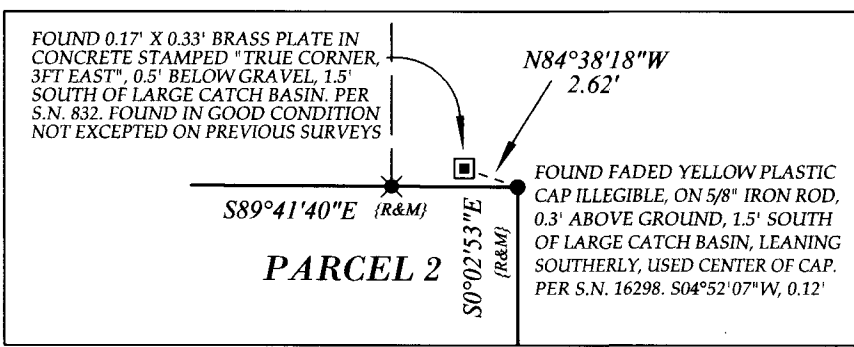 FOUND 0.17' X 0.33' BRASS PLATE IN
CONCRETE STAMPED "TRUE CORNER,
3FT EAST", 0.5' BELOW GRAVEL, 1.5'
SOUTH OF LARGE CATCH BASIN. PER
S.N. 832. FOUND IN GOOD CONDITION
NOT EXCEPTED ON PREVIOUS SURVEYS
N84°38'18"W
2.62'
S89°41'40"E {R&M}
PARCEL 2
S0°02'53"E
{R&M}
FOUND FADED YELLOW PLASTIC
CAP ILLEGIBLE, ON 5/8" IRON ROD,
0.3' ABOVE GROUND, 1.5' SOUTH
OF LARGE CATCH BASIN, LEANING
SOUTHERLY, USED CENTER OF CAP.
PER S.N. 16298. S04°52'07"W, 0.12'